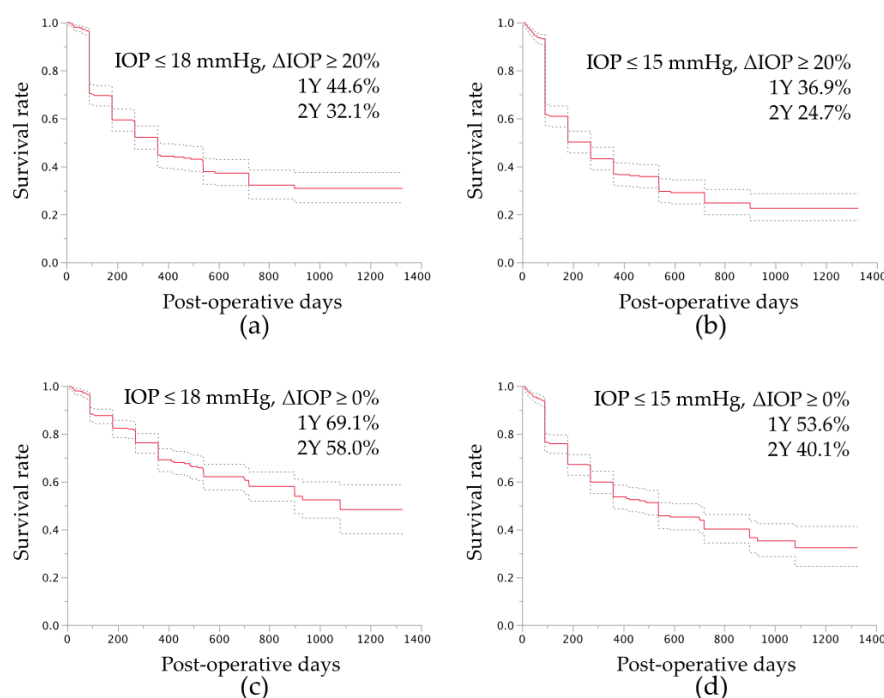 IOP ≤ 18 mmHg, ΔIOP ≥ 20%
1Y 44.6%
2Y 32.1%
Survival rate
1.0
0.8
0.6
0.4
0.2
0.0
0 200 400 600 800 1000 1200 1400
Post-operative days
(a)
IOP ≤ 15 mmHg, ΔIOP ≥ 20%
1Y 36.9%
2Y 24.7%
Survival rate
1.0
0.8
0.6
0.4
0.2
0.0
0 200 400 600 800 1000 1200 1400
Post-operative days
(b)
IOP ≤ 18 mmHg, ΔIOP ≥ 0%
1Y 69.1%
2Y 58.0%
Survival rate
1.0
0.8
0.6
0.4
0.2
0.0
0 200 400 600 800 1000 1200 1400
Post-operative days
(c)
IOP ≤ 15 mmHg, ΔIOP ≥ 0%
1Y 53.6%
2Y 40.1%
Survival rate
1.0
0.8
0.6
0.4
0.2
0.0
0 200 400 600 800 1000 1200 1400
Post-operative days
(d)